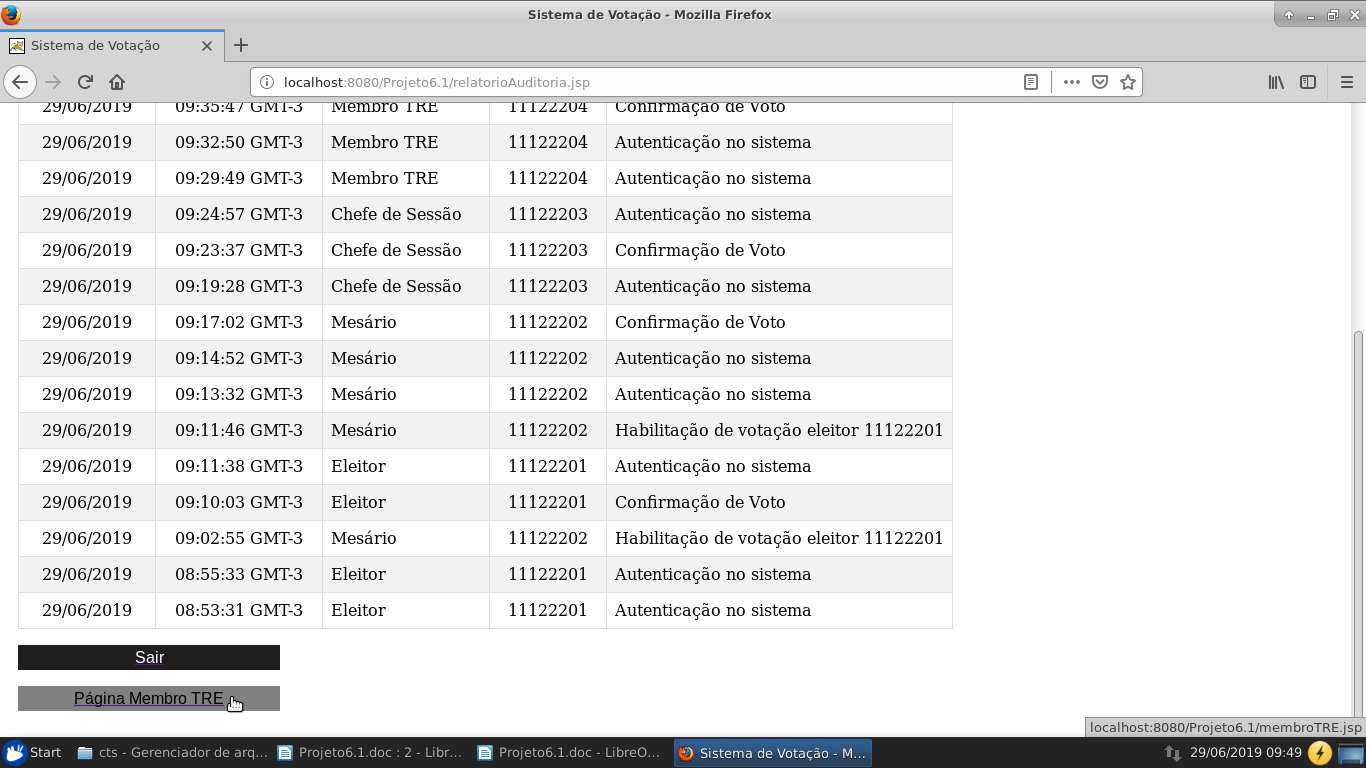 Sistema de Votação - Mozilla Firefox
Sistema de Votação
localhost:8080/Projeto6.1/relatorioAuditoria.jsp
29/06/2019 09:35:47 GMT-3 Membro TRE 11122204 Confirmação de Voto
29/06/2019 09:32:50 GMT-3 Membro TRE 11122204 Autenticação no sistema
29/06/2019 09:29:49 GMT-3 Membro TRE 11122204 Autenticação no sistema
29/06/2019 09:24:57 GMT-3 Chefe de Sessão 11122203 Autenticação no sistema
29/06/2019 09:23:37 GMT-3 Chefe de Sessão 11122203 Confirmação de Voto
29/06/2019 09:19:28 GMT-3 Chefe de Sessão 11122203 Autenticação no sistema
29/06/2019 09:17:02 GMT-3 Mesário 11122202 Confirmação de Voto
29/06/2019 09:14:52 GMT-3 Mesário 11122202 Autenticação no sistema
29/06/2019 09:13:32 GMT-3 Mesário 11122202 Autenticação no sistema
29/06/2019 09:11:46 GMT-3 Mesário 11122202 Habilitação de votação eleitor 11122201
29/06/2019 09:11:38 GMT-3 Eleitor 11122201 Autenticação no sistema
29/06/2019 09:10:03 GMT-3 Eleitor 11122201 Confirmação de Voto
29/06/2019 09:02:55 GMT-3 Mesário 11122202 Habilitação de votação eleitor 11122201
29/06/2019 08:55:33 GMT-3 Eleitor 11122201 Autenticação no sistema
29/06/2019 08:53:31 GMT-3 Eleitor 11122201 Autenticação no sistema
Sair
Página Membro TRE
localhost:8080/Projeto6.1/membroTRE.jsp
Start cts - Gerenciador de arq... Projeto6.1.doc : 2 - Libr... Projeto6.1.doc - LibreO... Sistema de Votação - M... 29/06/2019 09:49